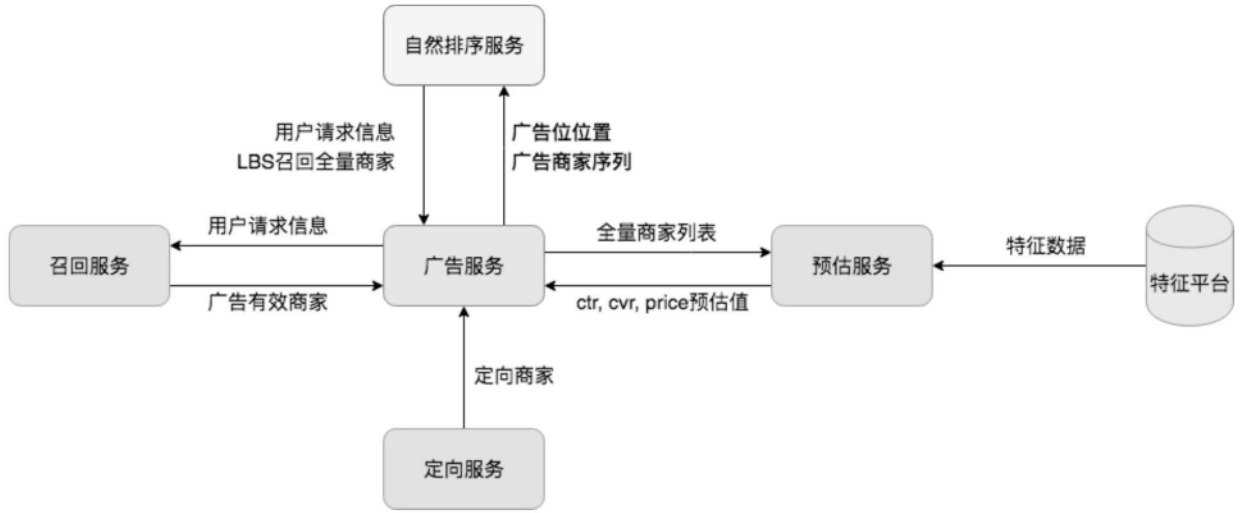 自然排序服务
用户请求信息
LBS召回全量商家
广告位位置
广告商家序列
用户请求信息
全量商家列表
特征数据
召回服务
广告服务
预估服务
特征平台
广告有效商家
ctr, cvr, price预估值
定向商家
定向服务